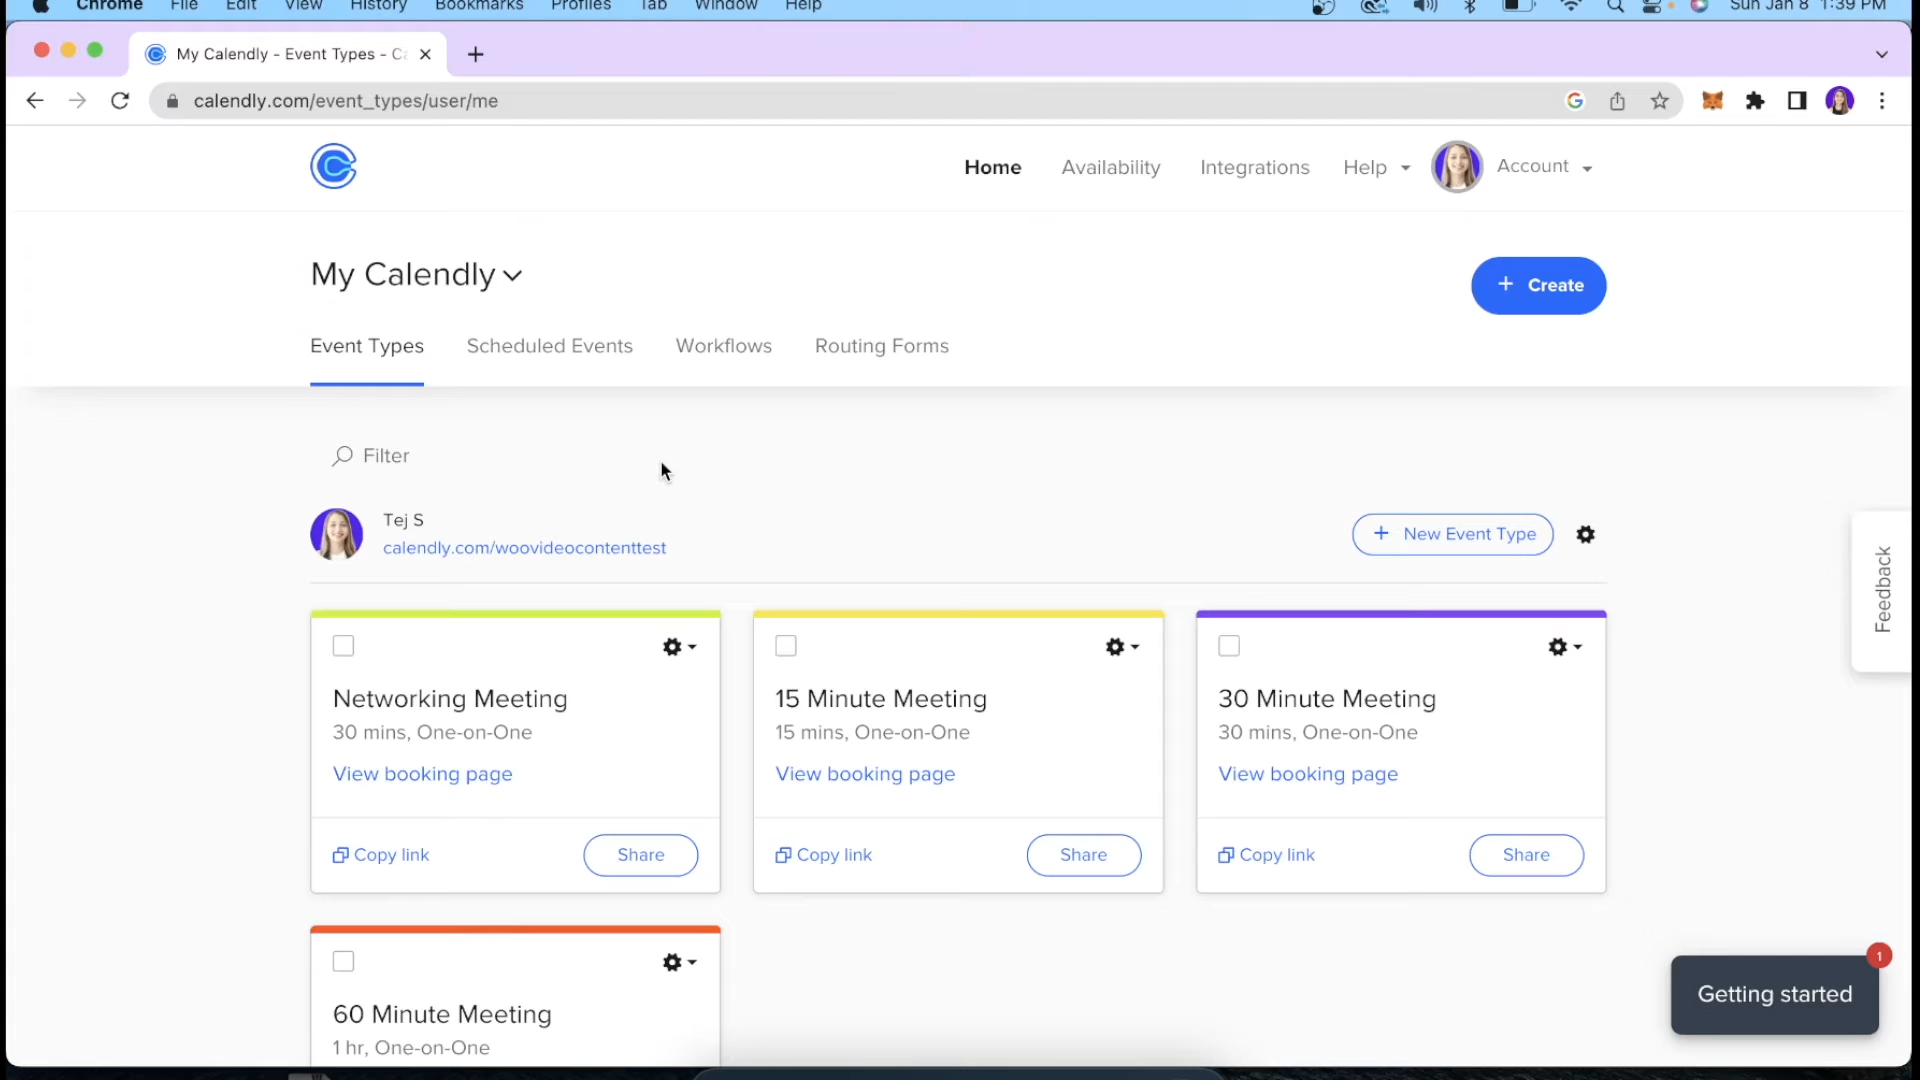 Chrome File Edit View History Bookmarks Profiles Tab Window Help Sun Jan 8 1:39 PM
My Calendly - Event Types - Ca
calendly.com/event_types/user/me
Home Availability Integrations Help Account
My Calendly
+ Create
Event Types Scheduled Events Workflows Routing Forms
Filter
Tej S
calendly.com/woovideocontenttest
+ New Event Type
Feedback
Networking Meeting
30 mins, One-on-One
View booking page
Copy link Share
15 Minute Meeting
15 mins, One-on-One
View booking page
Copy link Share
30 Minute Meeting
30 mins, One-on-One
View booking page
Copy link Share
60 Minute Meeting
1 hr, One-on-One
1
Getting started